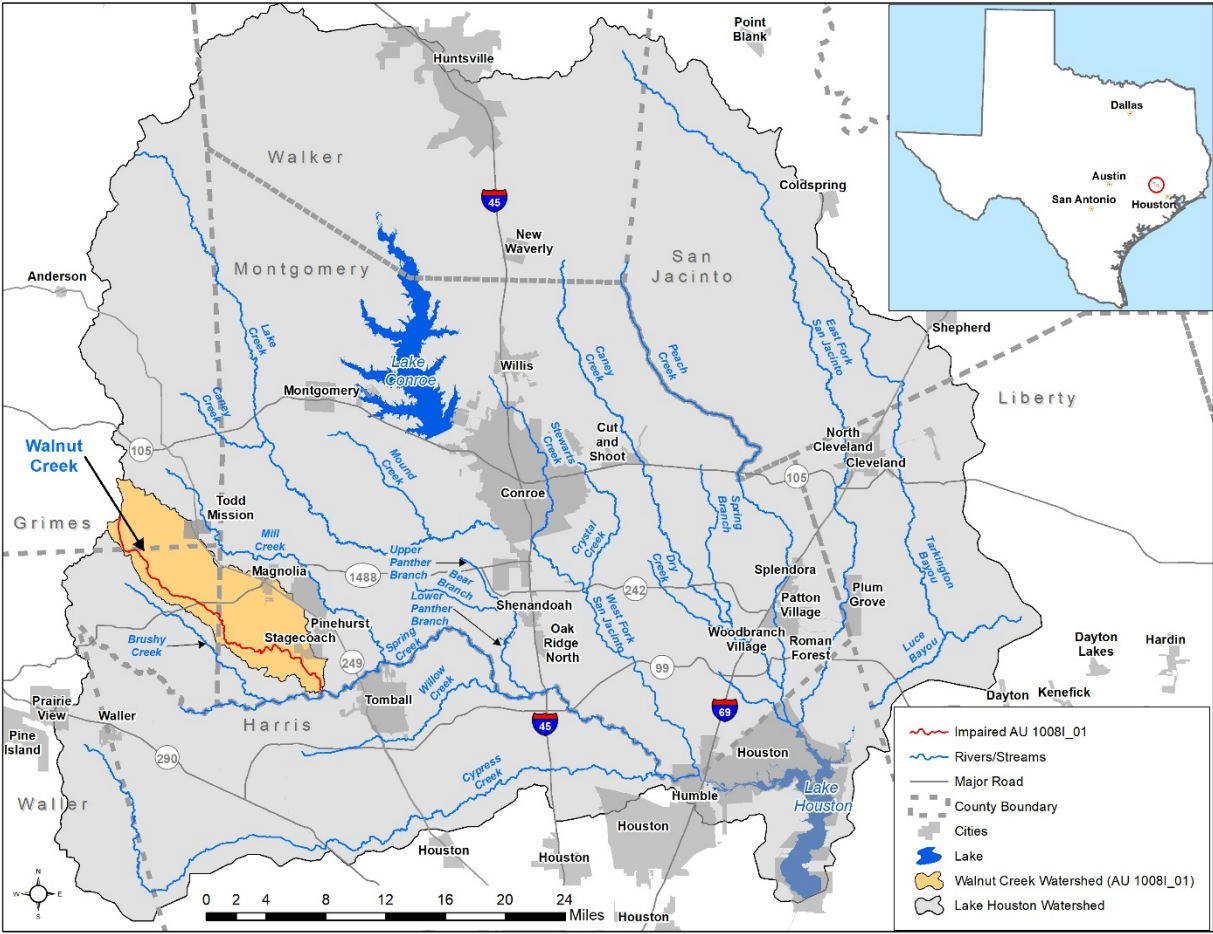 Point
Blank
Huntsville
Dallas
Austin
San Antonio
Houston
Walker
45
Coldspring
New
Waverly
San
Jacinto
Montgomery
Anderson
Shepherd
Lake
Creek
Lake
Conroe
Caney
Creek
Peach
Creek
East Fork
San Jacinto
Willis
Montgomery
Liberty
Caney
Creek
Walnut
Creek
105
Mound
Creek
Stewarts
Creek
Cut
and
Shoot
North
Cleveland
Cleveland
105
Conroe
Spring
Branch
Todd
Mission
Grimes
Mill
Creek
Upper
Panther
Branch
Crystal
Creek
Tarkington
Bayou
Magnolia
1488
Bear
Branch
Dry
Creek
242
Splendora
Patton
Village
Plum
Grove
Lower
Panther
Branch
Shenandoah
West Fork
San Jacinto
Pinehurst
Stagecoach
Oak
Ridge
North
Woodbranch
Village
Roman
Forest
Luce
Bayou
Brushy
Creek
Spring
Creek
249
99
Dayton
Lakes
Hardin
Tomball
Willow
Creek
Dayton
Kenefick
Prairie
View
Waller
Pine
Island
Harris
45
69
290
Houston
Cypress
Creek
Lake
Houston
Humble
Waller
Houston
Houston
Houston
Houston
W N E S
0 2 4 8 12 16 20 24
Miles
Impaired AU 1008I_01
Rivers/Streams
Major Road
County Boundary
Cities
Lake
Walnut Creek Watershed (AU 1008I_01)
Lake Houston Watershed